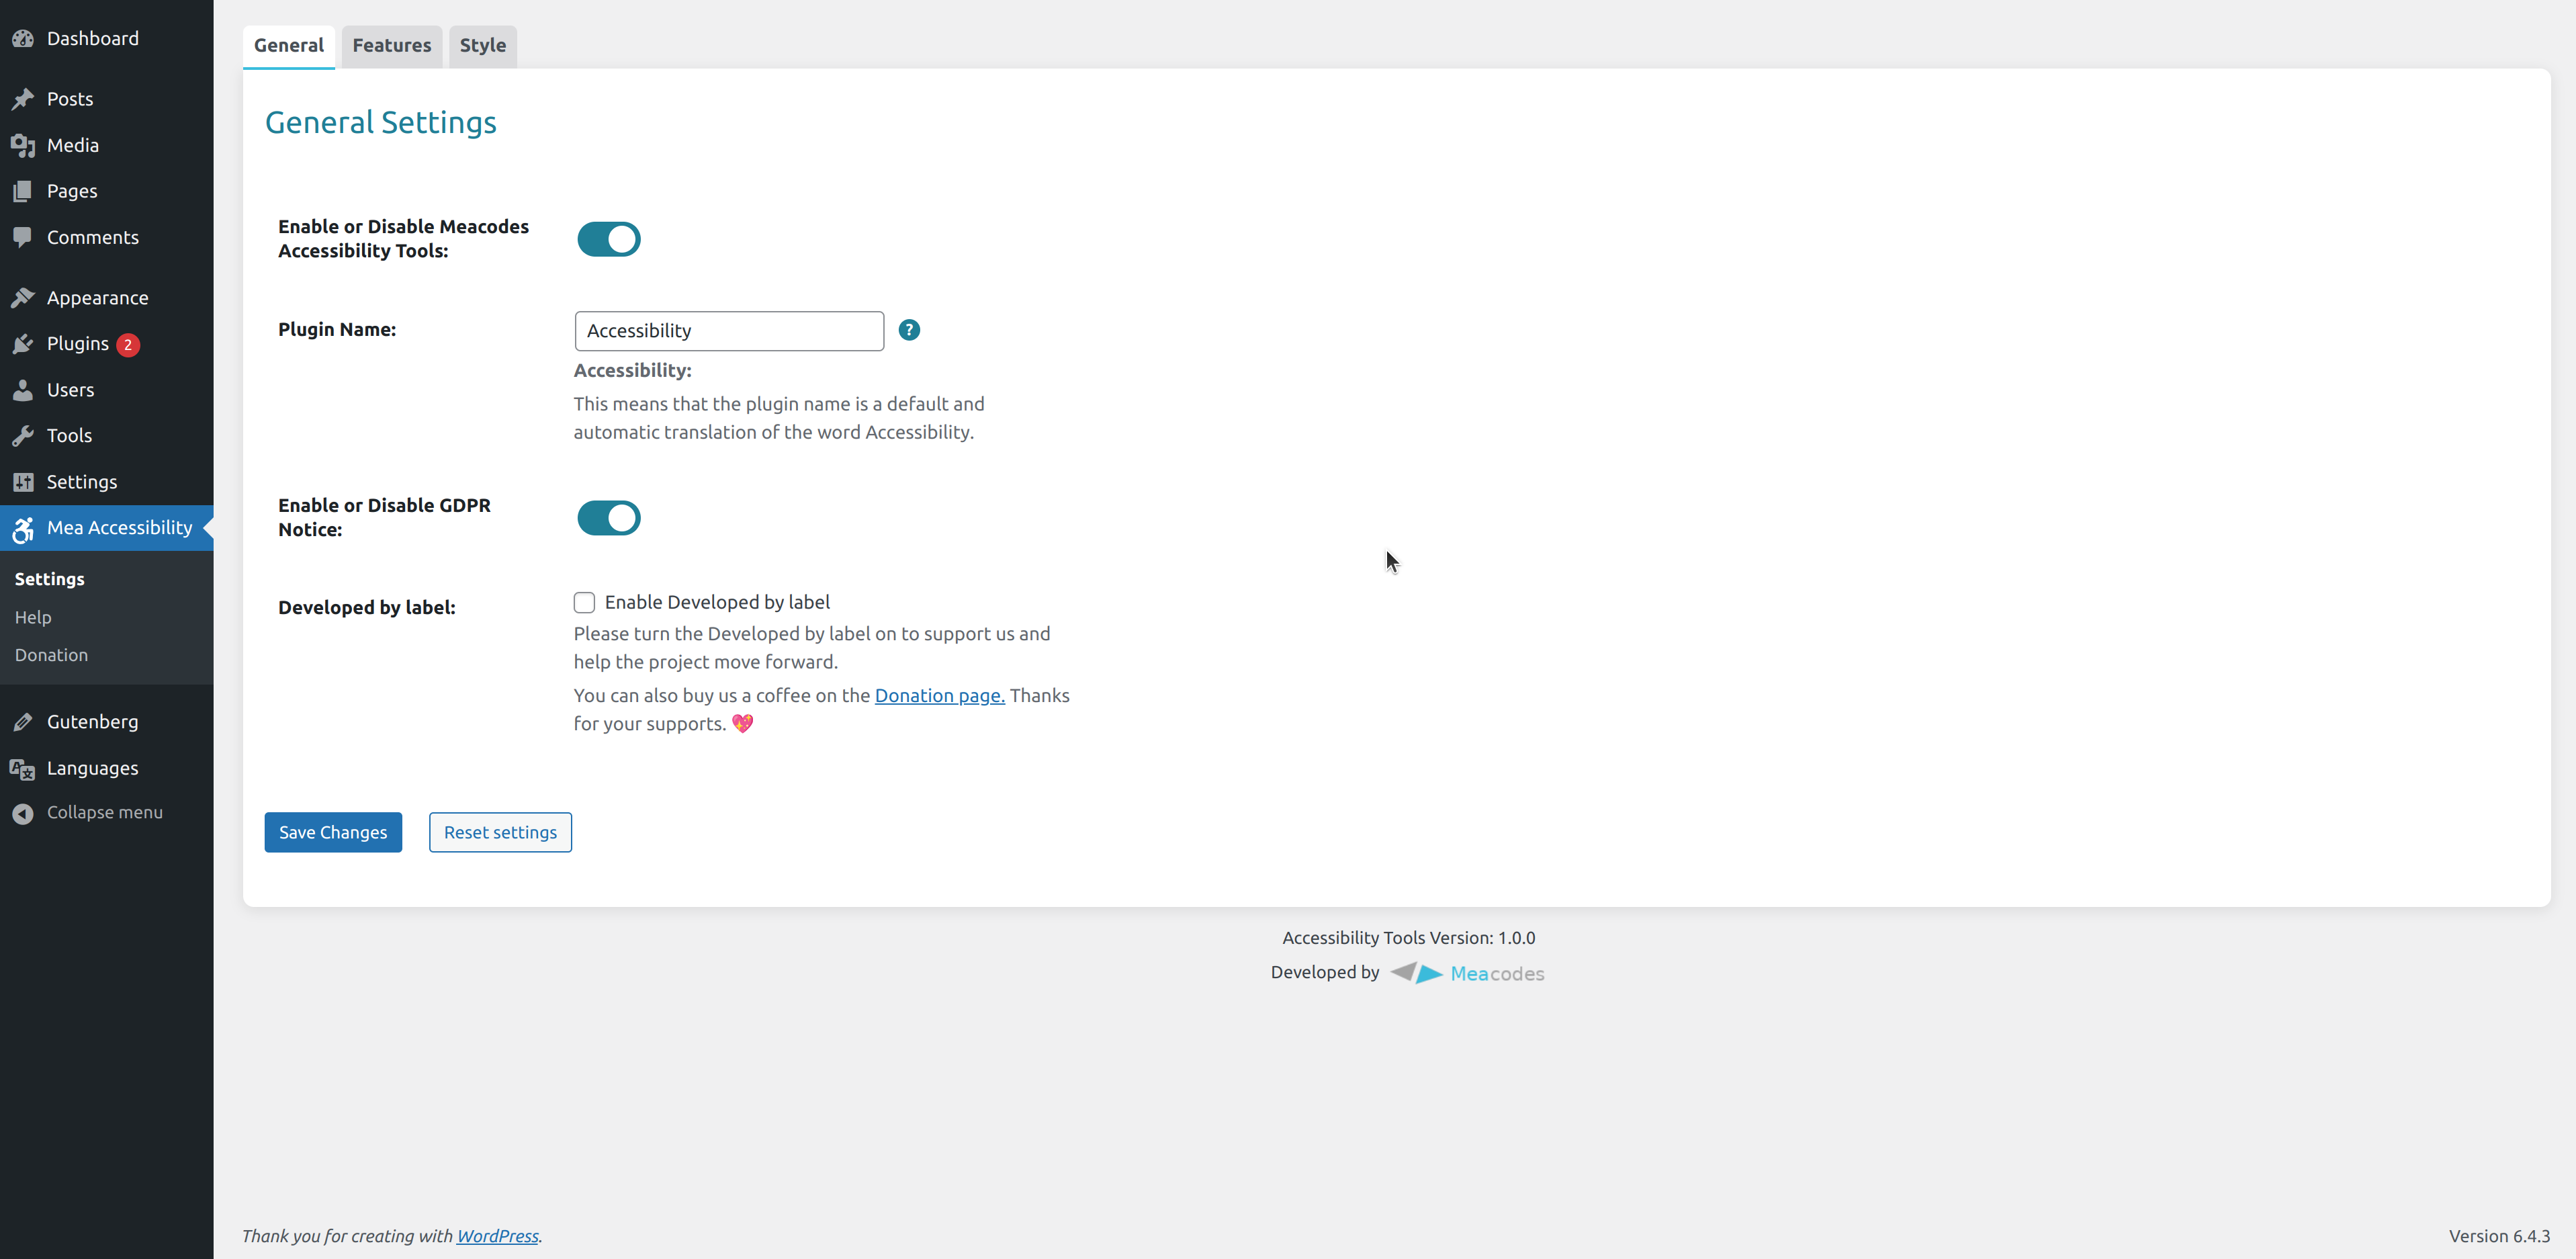 Dashboard
Posts
Media
Pages
Comments
Appearance
Plugins 2
Users
Tools
Settings
Mea Accessibility
Settings
Help
Donation
Gutenberg
Languages
Collapse menu
General Features Style
General Settings
Enable or Disable Meacodes
Accessibility Tools:
Plugin Name:
Accessibility ?
Accessibility:
This means that the plugin name is a default and
automatic translation of the word Accessibility.
Enable or Disable GDPR
Notice:
Developed by label:
Enable Developed by label
Please turn the Developed by label on to support us and
help the project move forward.
You can also buy us a coffee on the Donation page. Thanks
for your supports. 💖
Save Changes Reset settings
Accessibility Tools Version: 1.0.0
Developed by Meacodes
Thank you for creating with WordPress.
Version 6.4.3